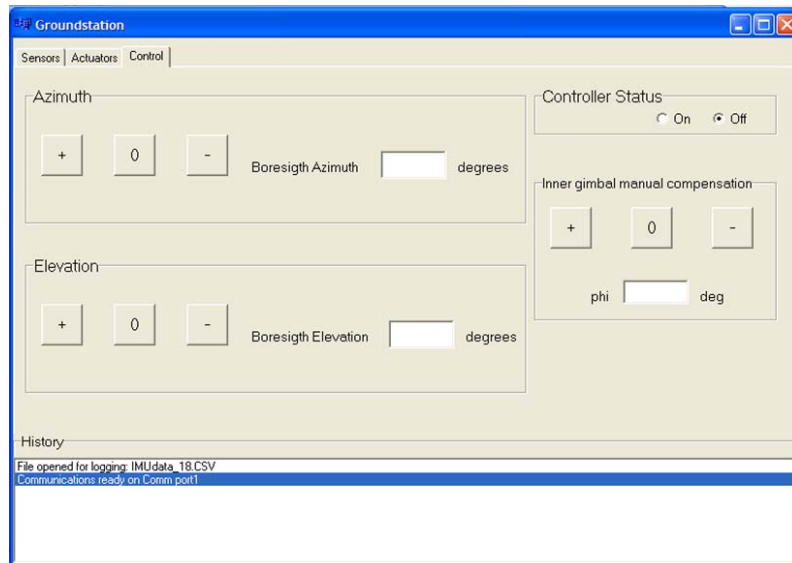 Groundstation
Sensors Actuators Control
Azimuth
+ 0 - Boresigth Azimuth degrees
Controller Status
On Off
Inner gimbal manual compensation
+ 0 -
phi deg
Elevation
+ 0 - Boresigth Elevation degrees
History
File opened for logging: IMUdata_18.CSV
Communications ready on Comm port1